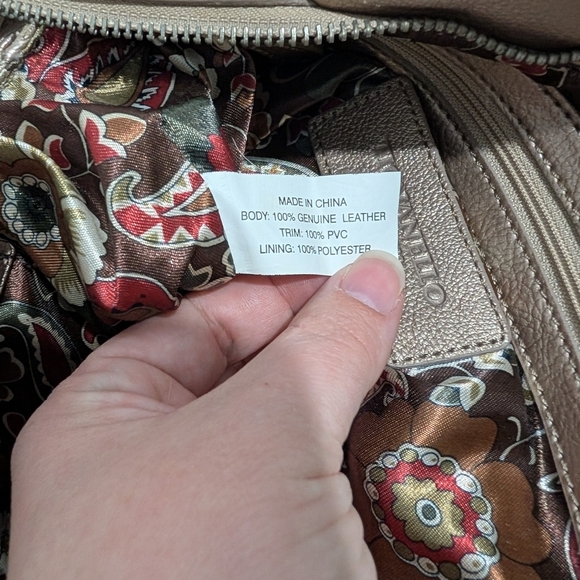 MADE IN CHINA
BODY: 100% GENUINE LEATHER
TRIM: 100% PVC
LINING: 100% POLYESTER